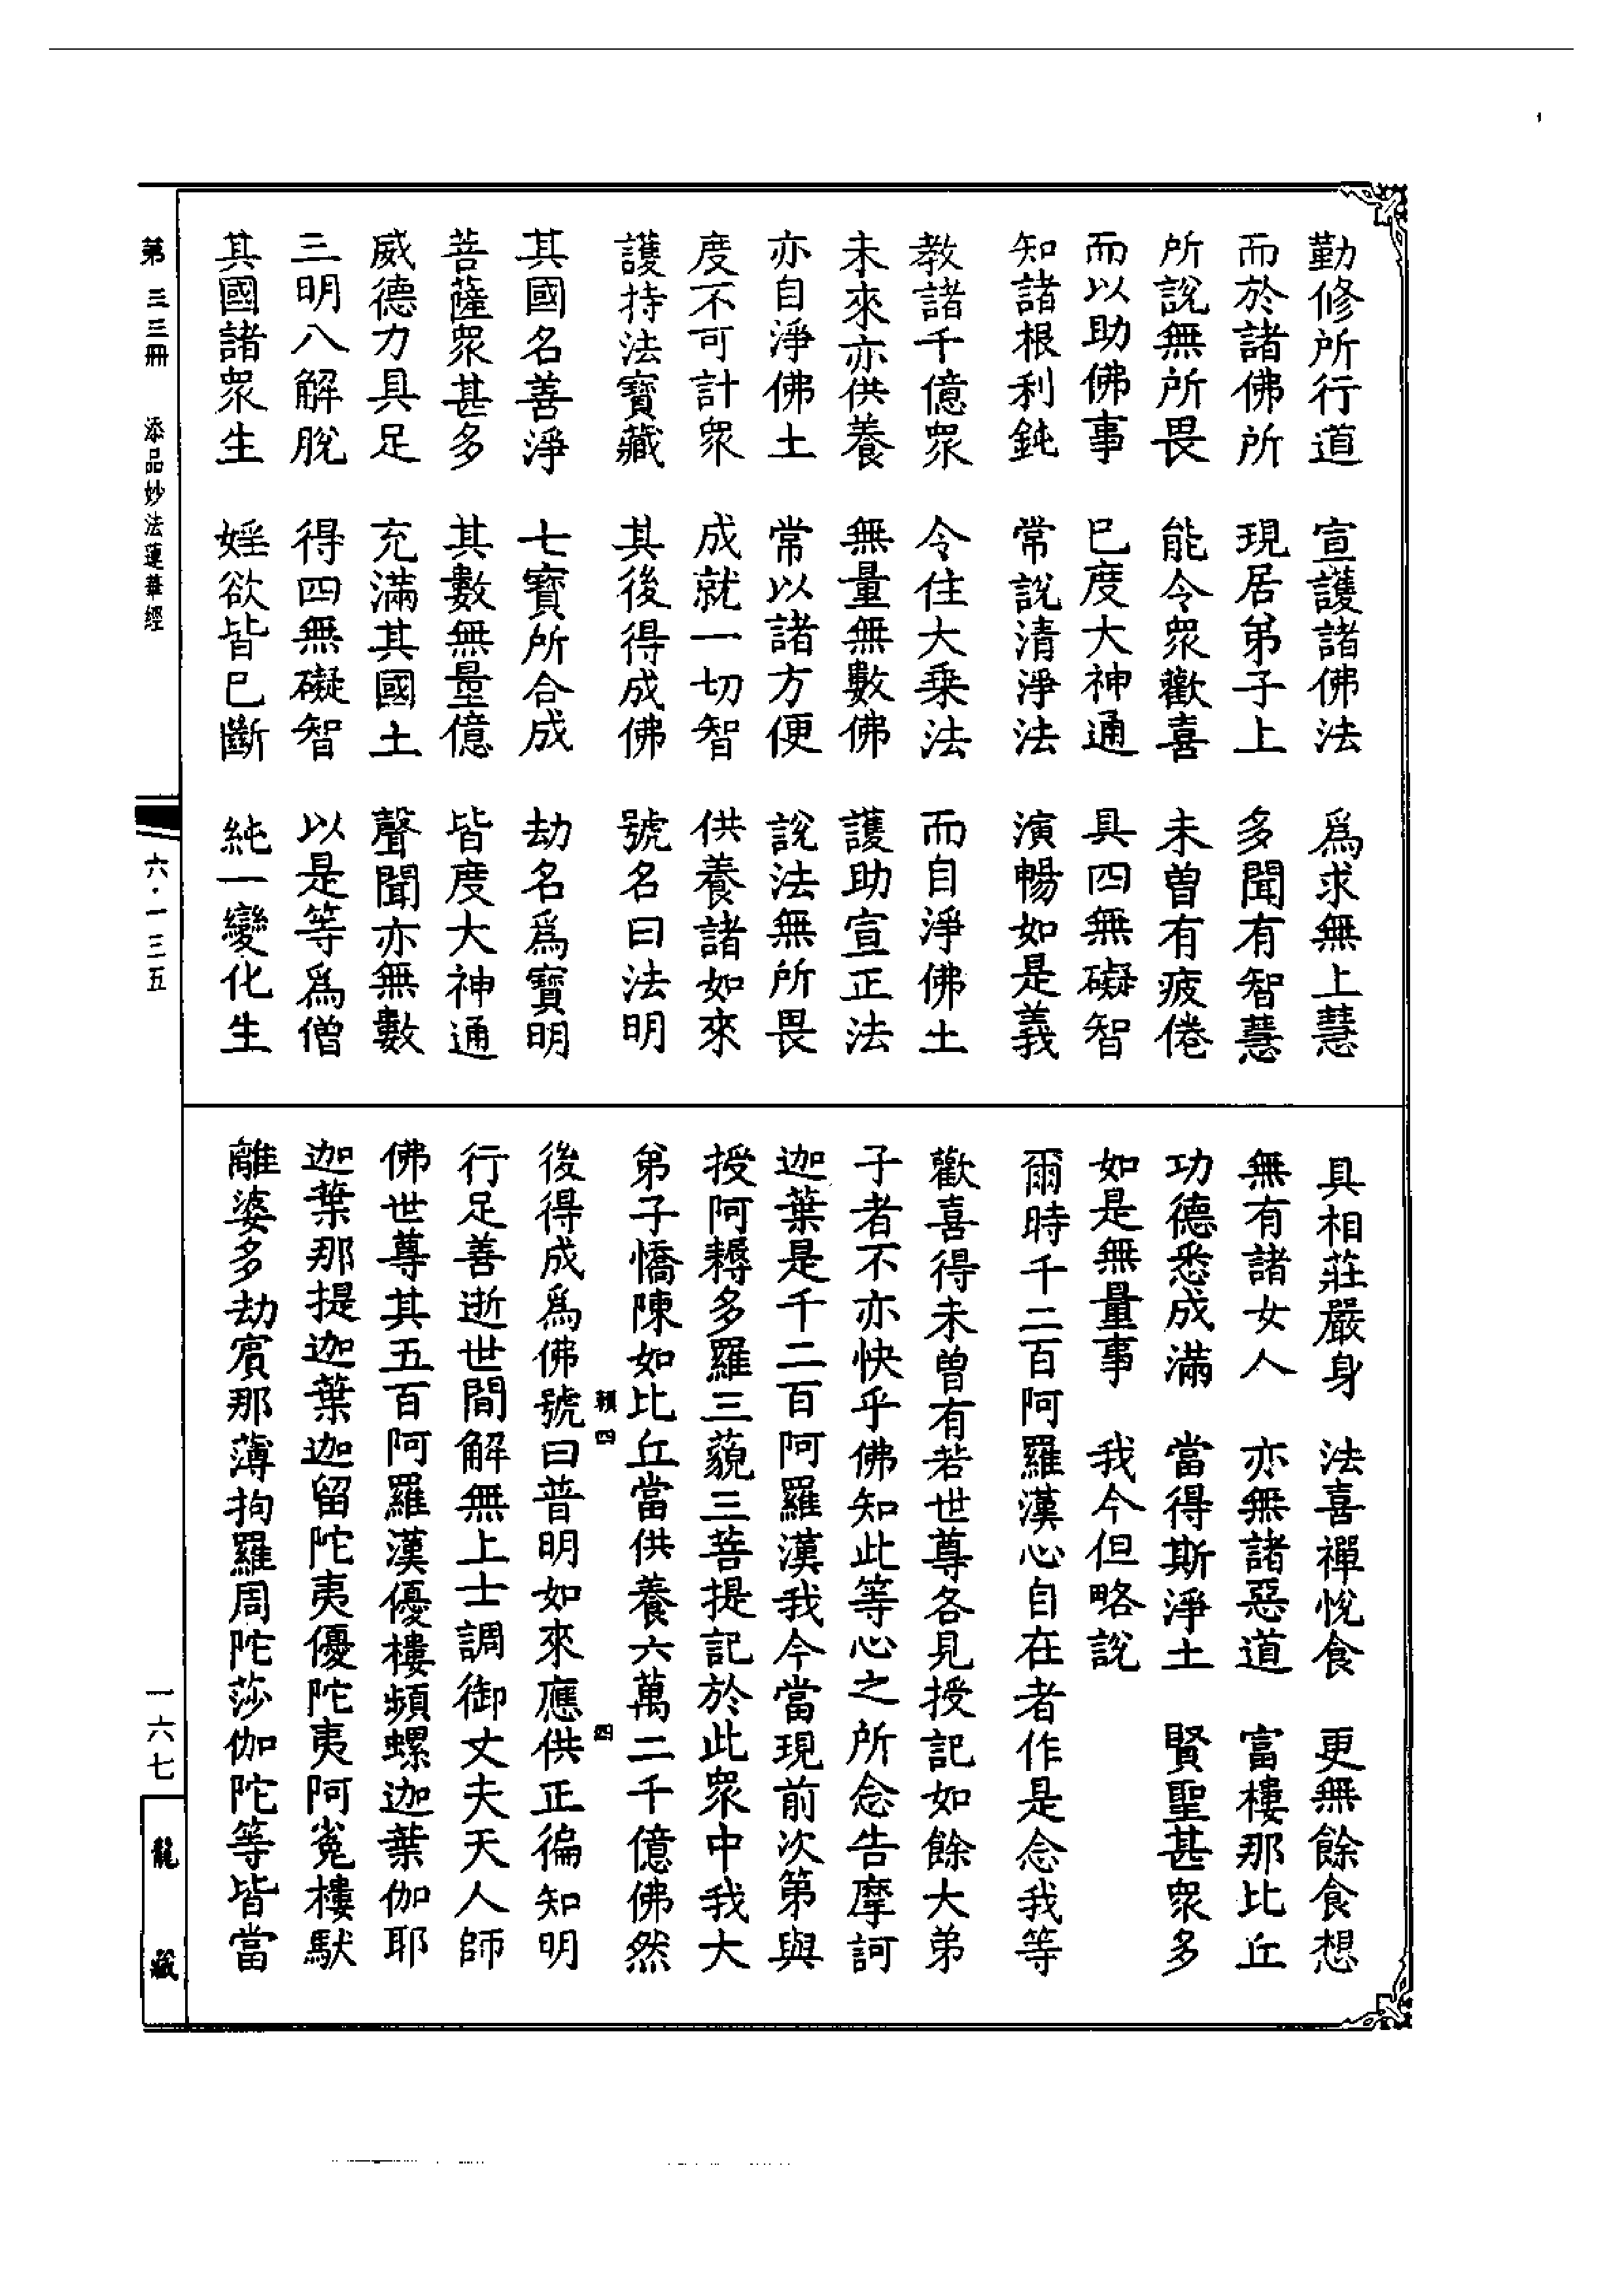 勤修所行道　宣護諸佛法　爲求無上慧
而於諸佛所　現居弟子上　多聞有智慧
所說無所畏　能令衆歡喜　未曾有疲倦
而以助佛事　已度大神通　具四無礙智
知諸根利鈍　常說清淨法　演暢如是義
教諸千億衆　令住大乘法　而自淨佛土
未來亦供養　無量無數佛　護助宣正法
亦自淨佛土　常以諸方便　說法無所畏
度不可計衆　成就一切智　供養諸如來
護持法寶藏　其後得成佛　號名曰法明
其國名善淨　七寶所合成　劫名爲寶明
菩薩衆甚多　其數無量億　皆度大神通
威德力具足　充滿其國土　聲聞亦無數
三明八解脫　得四無礙智　以是等爲僧
其國諸衆生　婬欲皆已斷　純一變化生
具相莊嚴身　法喜禪悅食　更無餘食想
無有諸女人　亦無諸惡道　富樓那比丘
功德悉成滿　當得斯淨土　賢聖甚衆多
如是無量事　我今但略說
爾時千二百阿羅漢心自在者作是念我等
歡喜得未曾有若世尊各見授記如餘大弟
子者不亦快乎佛知此等心之所念告摩訶
迦葉是千二百阿羅漢我今當現前次第與
授阿耨多羅三藐三菩提記於此衆中我大
弟子憍陳如比丘當供養六萬二千億佛然
四
後得成爲佛號曰普明如來應供正徧知明
行足善逝世間解無上士調御丈夫天人師
佛世尊其五百阿羅漢優樓頻螺迦葉伽耶
迦葉那提迦葉迦留陀夷優陀夷阿㝹樓馱
離婆多劫賓那薄拘羅周陀莎伽陀等皆當
第三三冊　添品妙法蓮華經
六·一三五
一六七
龍藏